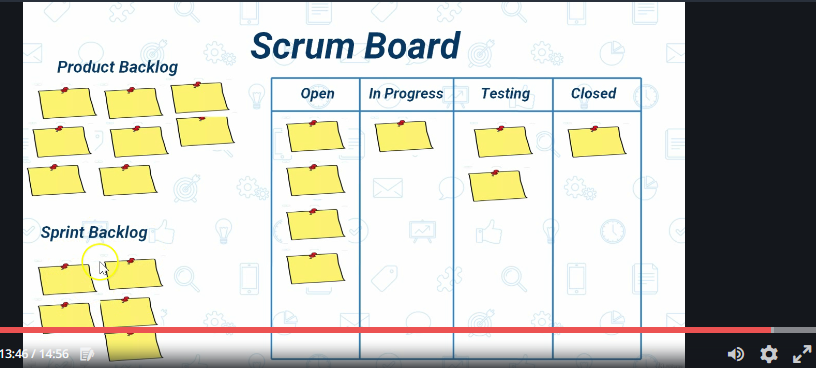 Scrum Board
Product Backlog
Open In Progress Testing Closed
Sprint Backlog
13:46 / 14:56